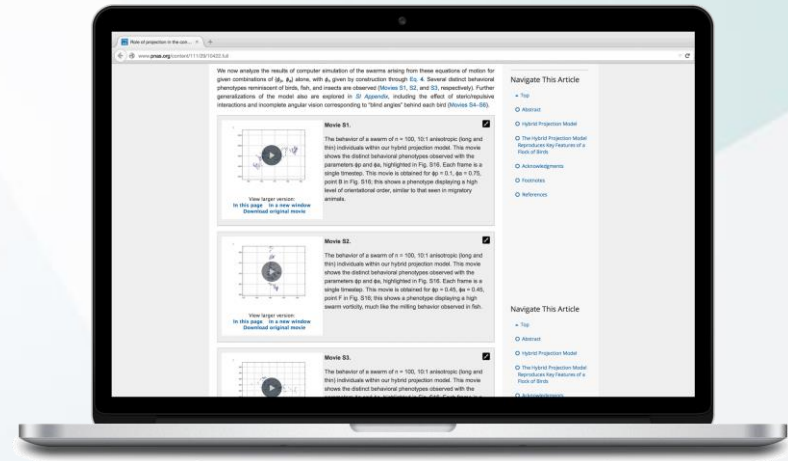 Role of projection in the con...
www.pnas.org/content/111/29/10422.full
We now analyze the results of computer simulation of the swarms arising from these equations of motion for
given combinations of {ϕp, ϕa} alone, with ϕn given by construction through Eq. 4. Several distinct behavioral
phenotypes reminiscent of birds, fish, and insects are observed (Movies S1, S2, and S3, respectively). Further
generalizations of the model also are explored in SI Appendix, including the effect of steric/repulsive
interactions and incomplete angular vision corresponding to "blind angles" behind each bird (Movies S4–S6).
Movie S1.
The behavior of a swarm of n = 100, 10:1 anisotropic (long and
thin) individuals within our hybrid projection model. This movie
shows the distinct behavioral phenotypes observed with the
parameters ϕp and ϕa, highlighted in Fig. S16. Each frame is a
single timestep. This movie is obtained for ϕp = 0.1, ϕa = 0.75,
point B in Fig. S16; this shows a phenotype displaying a high
level of orientational order, similar to that seen in migratory
animals.
View larger version:
In this page In a new window
Download original movie
Movie S2.
The behavior of a swarm of n = 100, 10:1 anisotropic (long and
thin) individuals within our hybrid projection model. This movie
shows the distinct behavioral phenotypes observed with the
parameters ϕp and ϕa, highlighted in Fig. S16. Each frame is a
single timestep. This movie is obtained for ϕp = 0.45, ϕa = 0.45,
point F in Fig. S16; this shows a phenotype displaying a high
swarm vorticity, much like the milling behavior observed in fish.
View larger version:
In this page In a new window
Download original movie
Movie S3.
The behavior of a swarm of n = 100, 10:1 anisotropic (long and
thin) individuals within our hybrid projection model. This movie
shows the distinct behavioral phenotypes observed with the
Navigate This Article
Top
Abstract
Hybrid Projection Model
The Hybrid Projection Model
Reproduces Key Features of a
Flock of Birds
Acknowledgments
Footnotes
References
Navigate This Article
Top
Abstract
Hybrid Projection Model
The Hybrid Projection Model
Reproduces Key Features of a
Flock of Birds
Acknowledgments